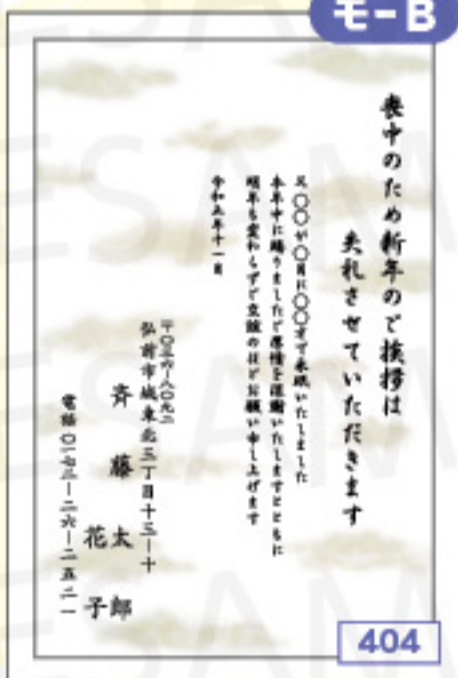 モーB
喪中のため新年のご挨拶は
失礼させていただきます
父〇〇が〇月に〇〇才で永眠いたしました
本年中に賜りましたご厚情を深謝いたしますとともに
明年も変わらずご交誼のほどお願い申し上げます
令和五年十一月
〒〇三六-八〇九二
弘前市城東北三丁目十三-十
斉藤太郎
花子
電話〇一七二-二六-二五二一
404